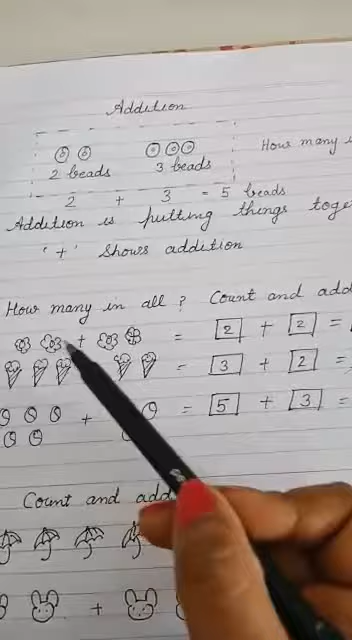 Addition
How many i
2 beads 3 beads
2 + 3 = 5 beads
Addition is putting things toge
'+' Shows addition
How many in all ? Count and add
+ = 2 + 2 =
= 3 + 2 =
+ = 5 + 3 =
Count and add
+